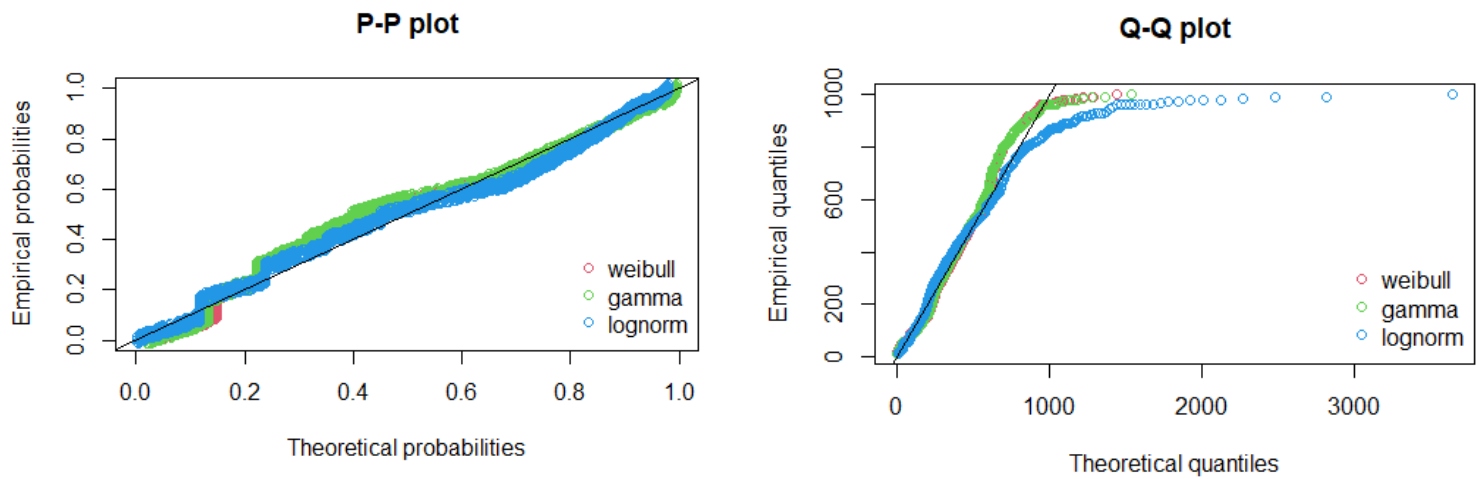 P-P plot
Empirical probabilities
0.0 0.2 0.4 0.6 0.8 1.0
weibull
gamma
lognorm
0.0 0.2 0.4 0.6 0.8 1.0
Theoretical probabilities
Q-Q plot
Empirical quantiles
0 200 600 1000
weibull
gamma
lognorm
0 1000 2000 3000
Theoretical quantiles